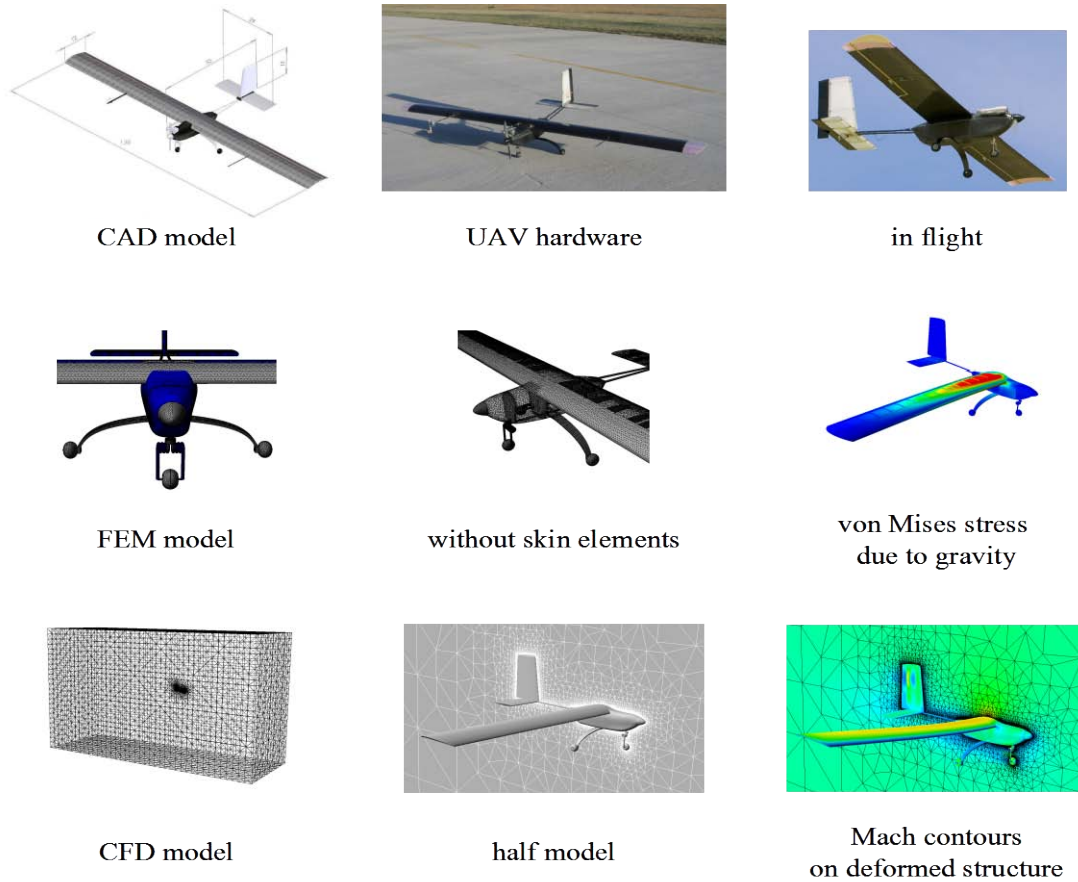 CAD model
UAV hardware
in flight
FEM model
without skin elements
von Mises stress
due to gravity
CFD model
half model
Mach contours
on deformed structure